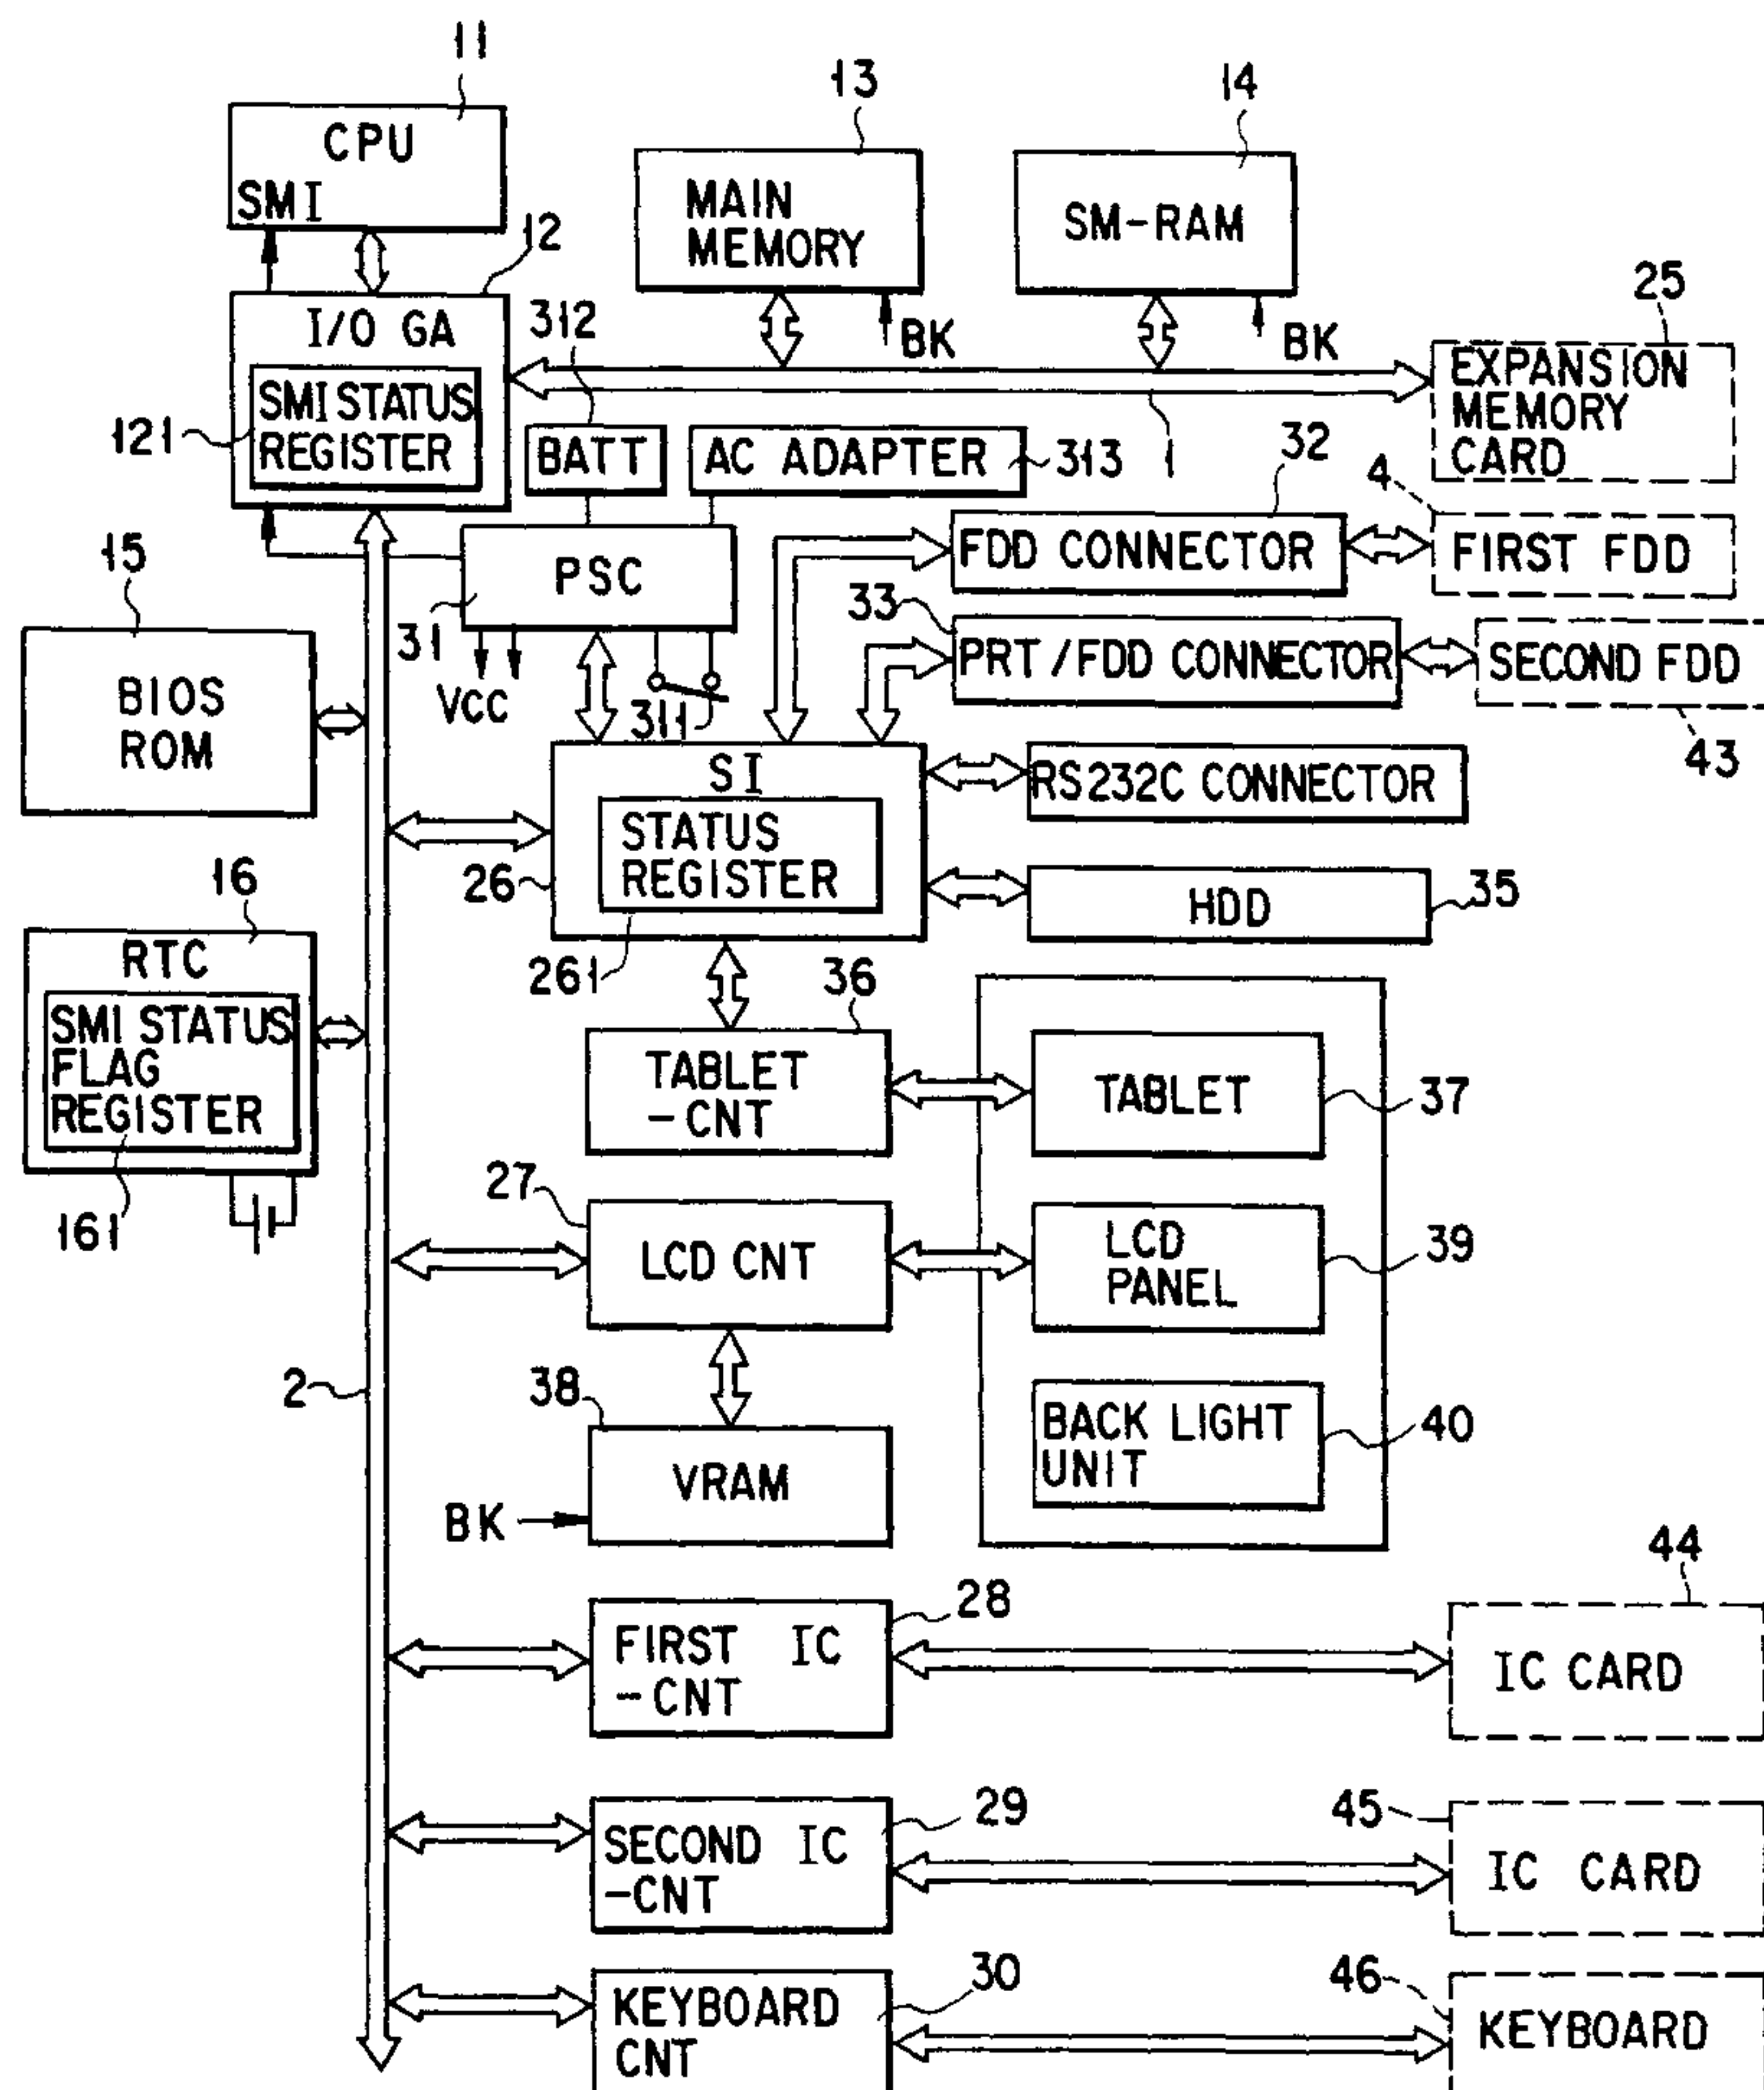 11
CPU
SMI
13
MAIN
MEMORY
BK
14
SM-RAM
BK
12
I/O GA
SMI STATUS
REGISTER
121
312
BATT
AC ADAPTER
313
1
25
EXPANSION
MEMORY
CARD
32
FDD CONNECTOR
4
FIRST FDD
PSC
31
VCC
311
33
PRT/FDD CONNECTOR
SECOND FDD
43
15
BIOS
ROM
SI
STATUS
REGISTER
26
261
RS232C CONNECTOR
HDD
35
16
RTC
SMI STATUS
FLAG
REGISTER
161
36
TABLET
-CNT
TABLET
37
27
LCD CNT
LCD
PANEL
39
2
38
VRAM
BK
BACK LIGHT
UNIT
40
28
FIRST IC
-CNT
44
IC CARD
29
SECOND IC
-CNT
45
IC CARD
30
KEYBOARD
CNT
46
KEYBOARD